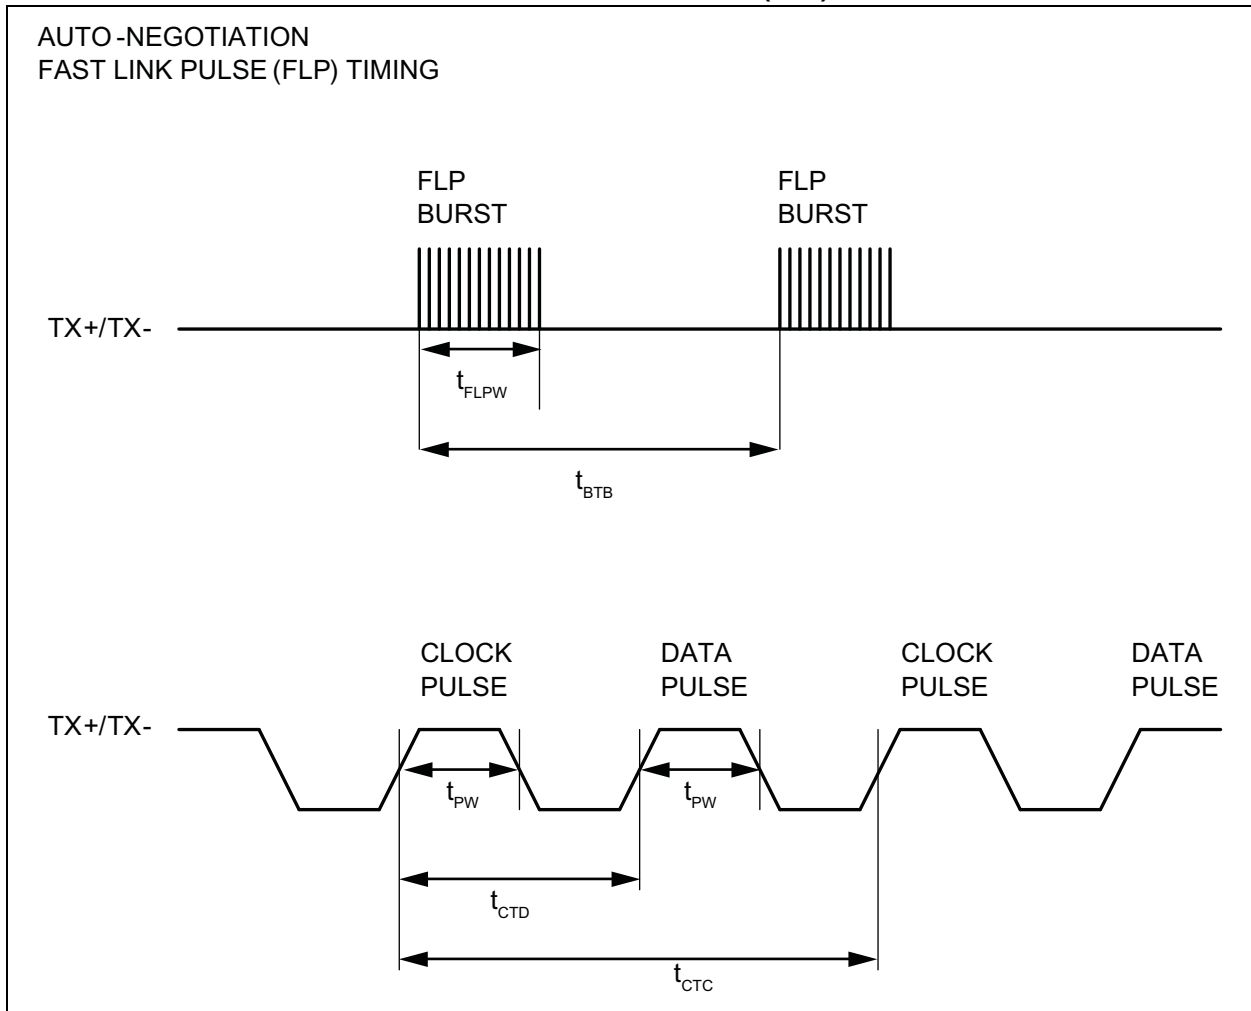 AUTO-NEGOTIATION
FAST LINK PULSE (FLP) TIMING
FLP
BURST
FLP
BURST
TX+/TX-
tFLPW
tBTB
CLOCK
PULSE
DATA
PULSE
CLOCK
PULSE
DATA
PULSE
TX+/TX-
tPW
tPW
tCTD
tCTC